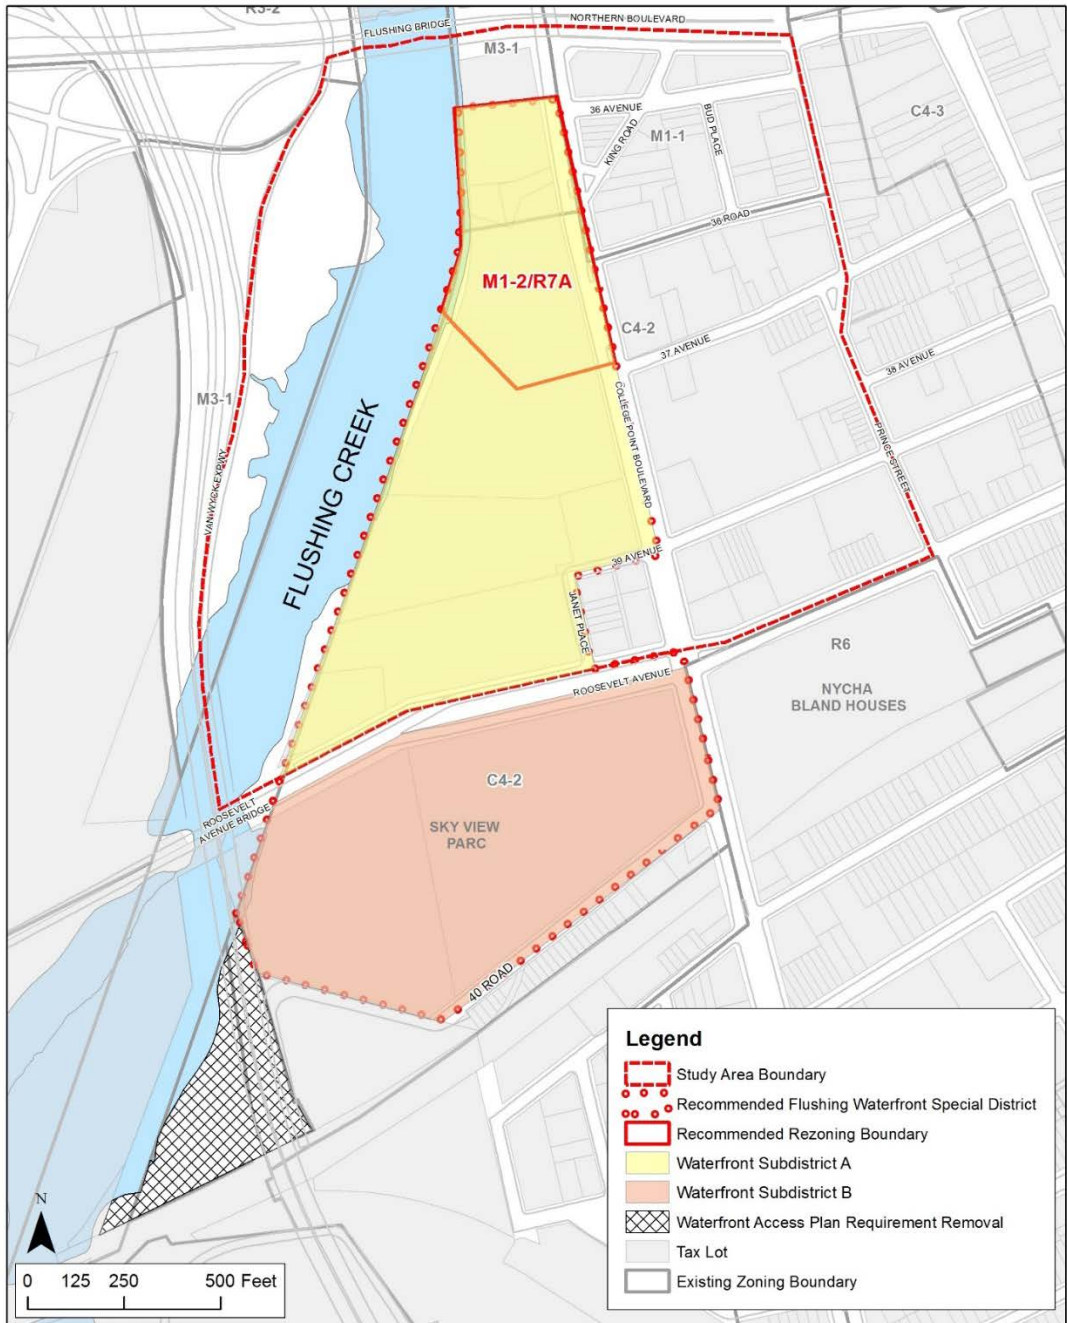 R3-2
NORTHERN BOULEVARD
FLUSHING BRIDGE
M3-1
36 AVENUE
KING ROAD
BUD PLACE
M1-1
C4-3
36 ROAD
M1-2/R7A
C4-2
37 AVENUE
38 AVENUE
M3-1
VAN WYCK EXPWY
FLUSHING CREEK
COLLEGE POINT BOULEVARD
PRINCE STREET
39 AVENUE
JANET PLACE
R6
ROOSEVELT AVENUE
NYCHA
BLAND HOUSES
C4-2
ROOSEVELT
AVENUE BRIDGE
SKY VIEW
PARC
40 ROAD
Legend
Study Area Boundary
Recommended Flushing Waterfront Special District
Recommended Rezoning Boundary
Waterfront Subdistrict A
Waterfront Subdistrict B
Waterfront Access Plan Requirement Removal
Tax Lot
Existing Zoning Boundary
N
0 125 250 500 Feet